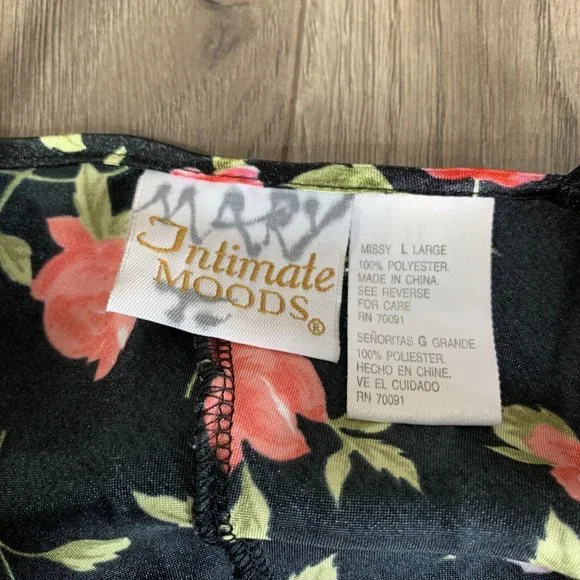 MARY
Intimate
MOODS®
MISSY L LARGE
100% POLYESTER.
MADE IN CHINA.
SEE REVERSE
FOR CARE
RN 70091
SEÑORITAS G GRANDE
100% POLIESTER.
HECHO EN CHINE.
VE EL CUIDADO
RN 70091